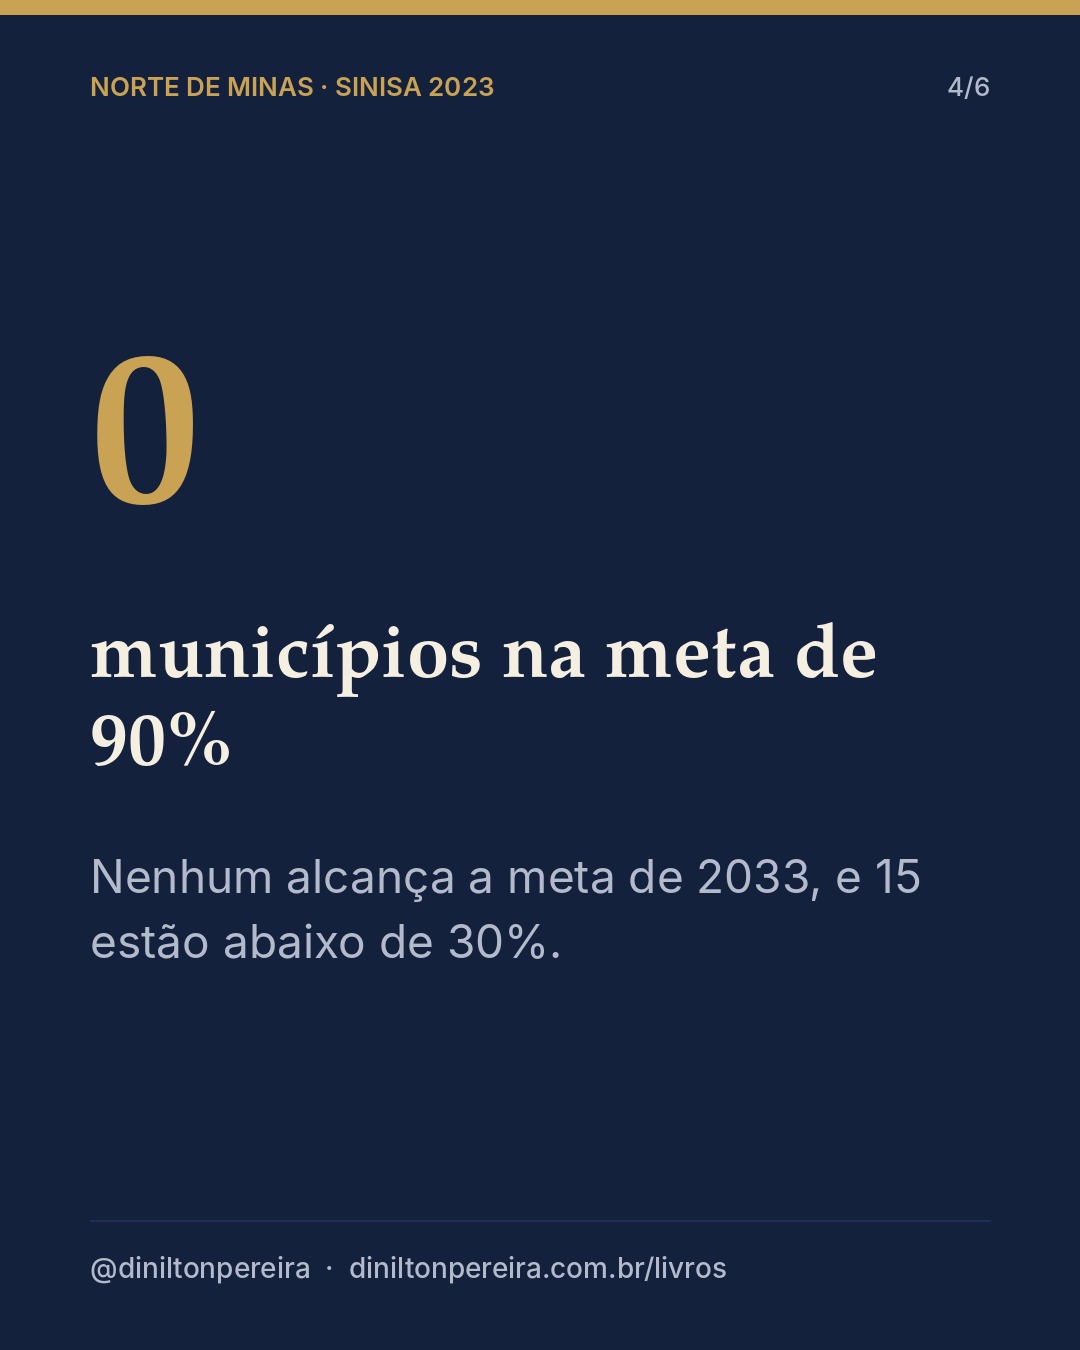 NORTE DE MINAS · SINISA 2023
4/6
0
municípios na meta de
90%
Nenhum alcança a meta de 2033, e 15
estão abaixo de 30%.
@diniltonpereira · diniltonpereira.com.br/livros